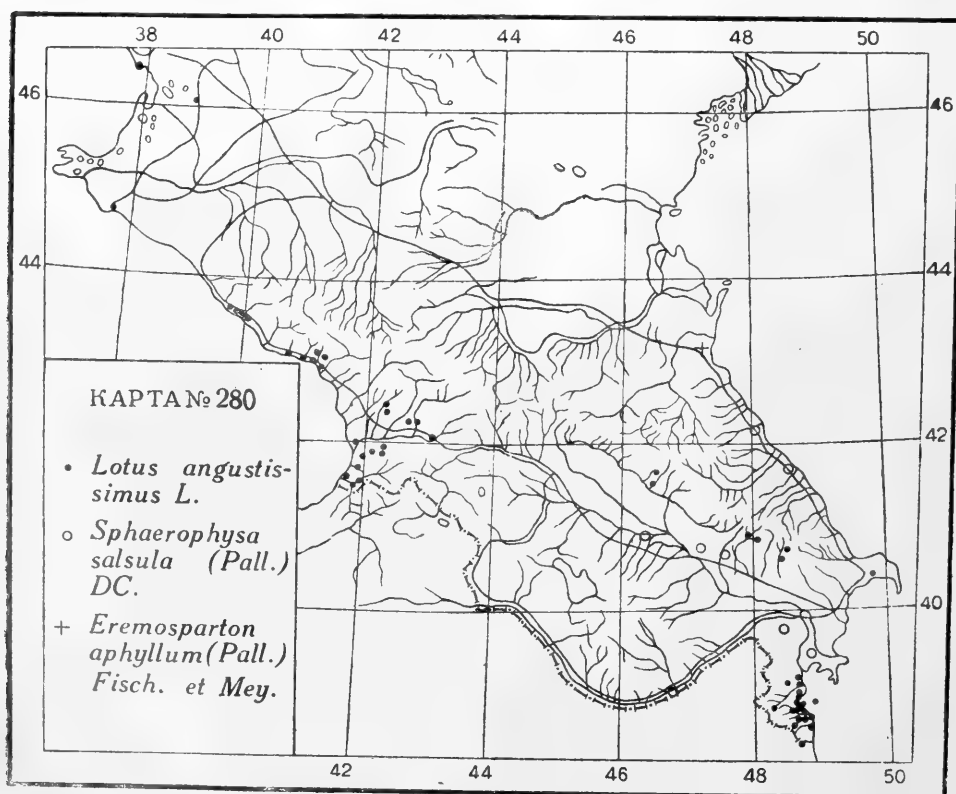 38 40 42 44 46 48 50
46 46
44 44
КАРТА № 280
• Lotus angustis-
simus L.
○ Sphaerophysa
salsula (Pall.)
DC.
+ Eremosparton
aphyllum (Pall.)
Fisch. et Mey.
42
40
42 44 46 48 50